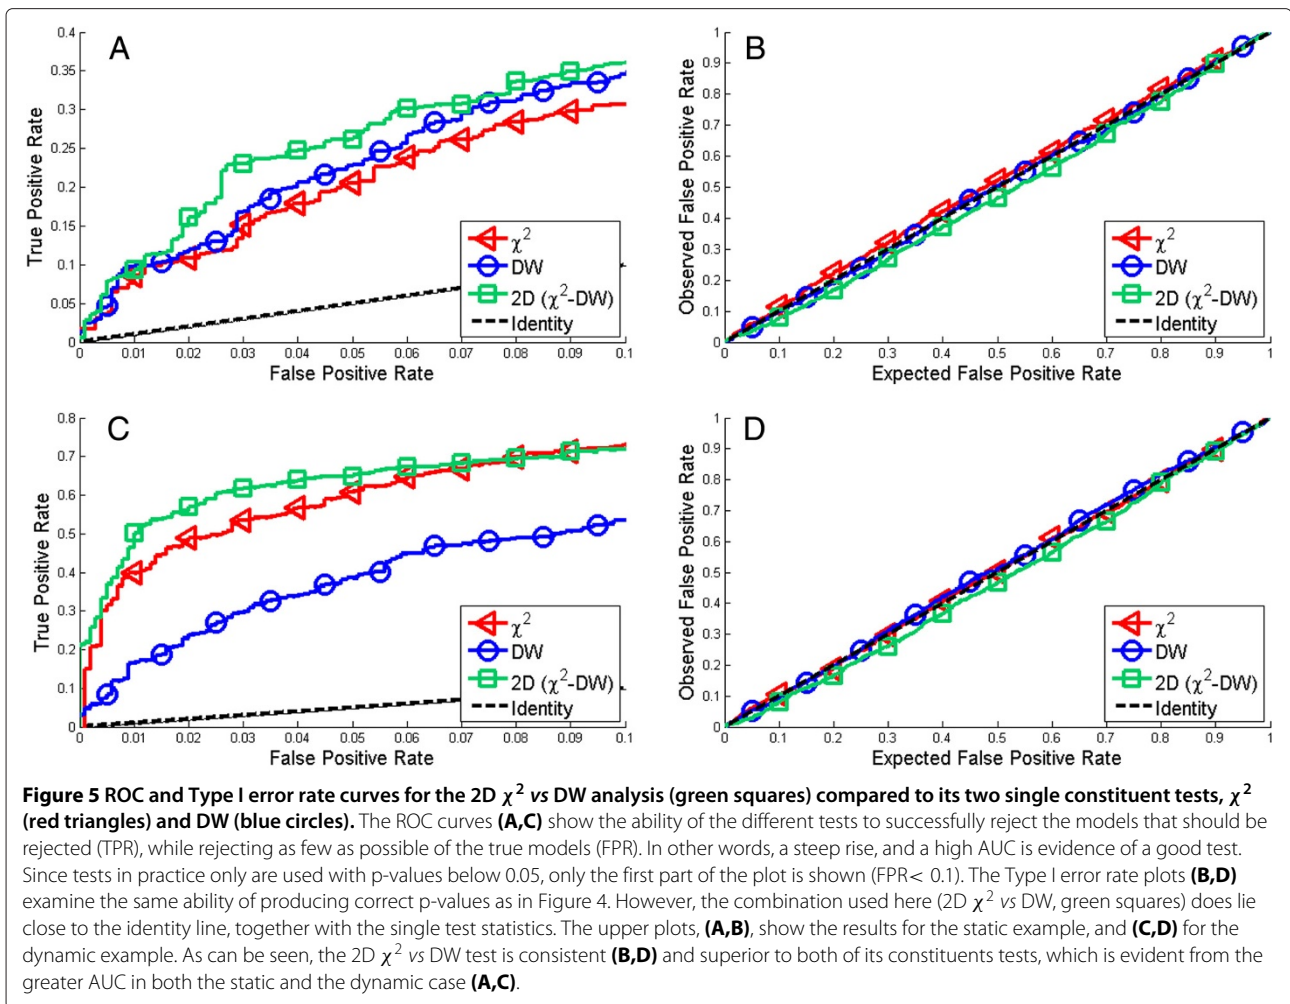 A
0.4
0.35
0.3
0.25
0.2
0.15
0.1
0.05
0
True Positive Rate
0 0.01 0.02 0.03 0.04 0.05 0.06 0.07 0.08 0.09 0.1
False Positive Rate
χ²
DW
2D (χ²-DW)
Identity
B
1
0.9
0.8
0.7
0.6
0.5
0.4
0.3
0.2
0.1
0
Observed False Positive Rate
0 0.1 0.2 0.3 0.4 0.5 0.6 0.7 0.8 0.9 1
Expected False Positive Rate
χ²
DW
2D (χ²-DW)
Identity
C
0.8
0.7
0.6
0.5
0.4
0.3
0.2
0.1
0
True Positive Rate
0 0.01 0.02 0.03 0.04 0.05 0.06 0.07 0.08 0.09 0.1
False Positive Rate
χ²
DW
2D (χ²-DW)
Identity
D
1
0.9
0.8
0.7
0.6
0.5
0.4
0.3
0.2
0.1
0
Observed False Positive Rate
0 0.1 0.2 0.3 0.4 0.5 0.6 0.7 0.8 0.9 1
Expected False Positive Rate
χ²
DW
2D (χ²-DW)
Identity
Figure 5 ROC and Type I error rate curves for the 2D χ² vs DW analysis (green squares) compared to its two single constituent tests, χ²
(red triangles) and DW (blue circles). The ROC curves (A,C) show the ability of the different tests to successfully reject the models that should be
rejected (TPR), while rejecting as few as possible of the true models (FPR). In other words, a steep rise, and a high AUC is evidence of a good test.
Since tests in practice only are used with p-values below 0.05, only the first part of the plot is shown (FPR< 0.1). The Type I error rate plots (B,D)
examine the same ability of producing correct p-values as in Figure 4. However, the combination used here (2D χ² vs DW, green squares) does lie
close to the identity line, together with the single test statistics. The upper plots, (A,B), show the results for the static example, and (C,D) for the
dynamic example. As can be seen, the 2D χ² vs DW test is consistent (B,D) and superior to both of its constituents tests, which is evident from the
greater AUC in both the static and the dynamic case (A,C).